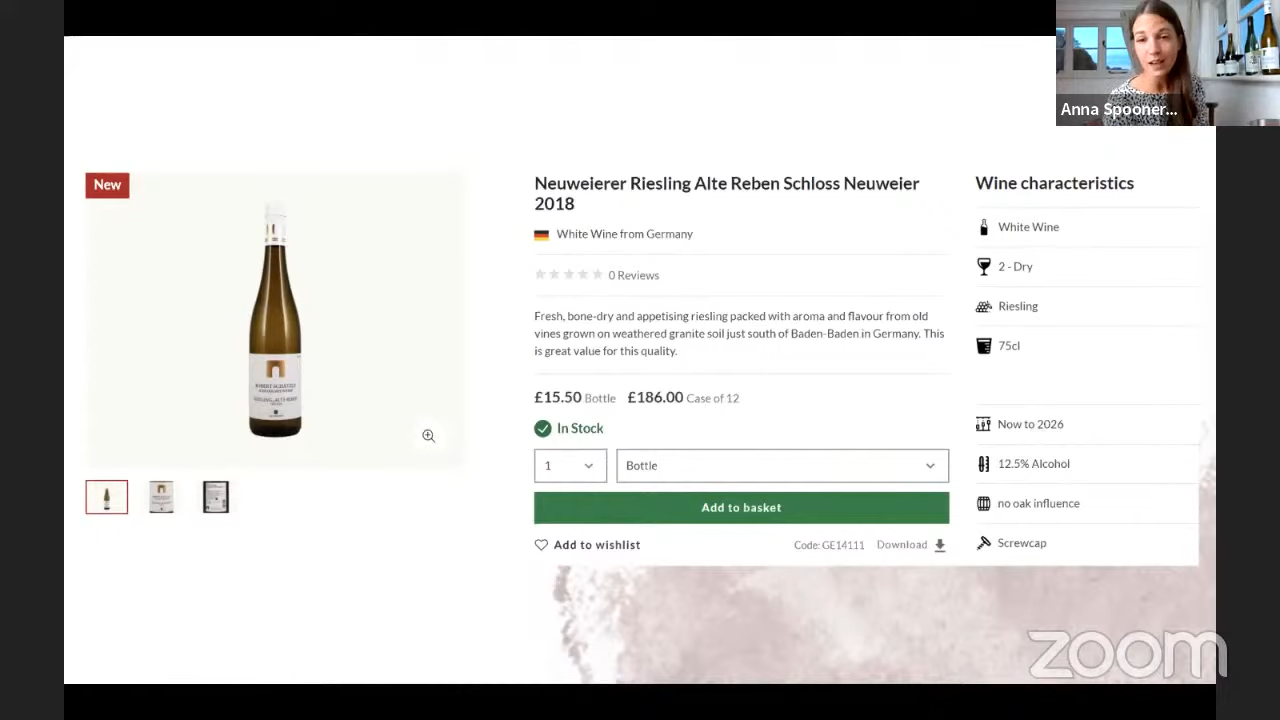 Anna Spooner...
New
Neuweierer Riesling Alte Reben Schloss Neuweier
2018
White Wine from Germany
0 Reviews
Fresh, bone-dry and appetising riesling packed with aroma and flavour from old
vines grown on weathered granite soil just south of Baden-Baden in Germany. This
is great value for this quality.
£15.50 Bottle £186.00 Case of 12
In Stock
1 Bottle
Add to basket
Add to wishlist Code: GE14111 Download
Wine characteristics
White Wine
2 - Dry
Riesling
75cl
Now to 2026
12.5% Alcohol
no oak influence
Screwcap
zoom